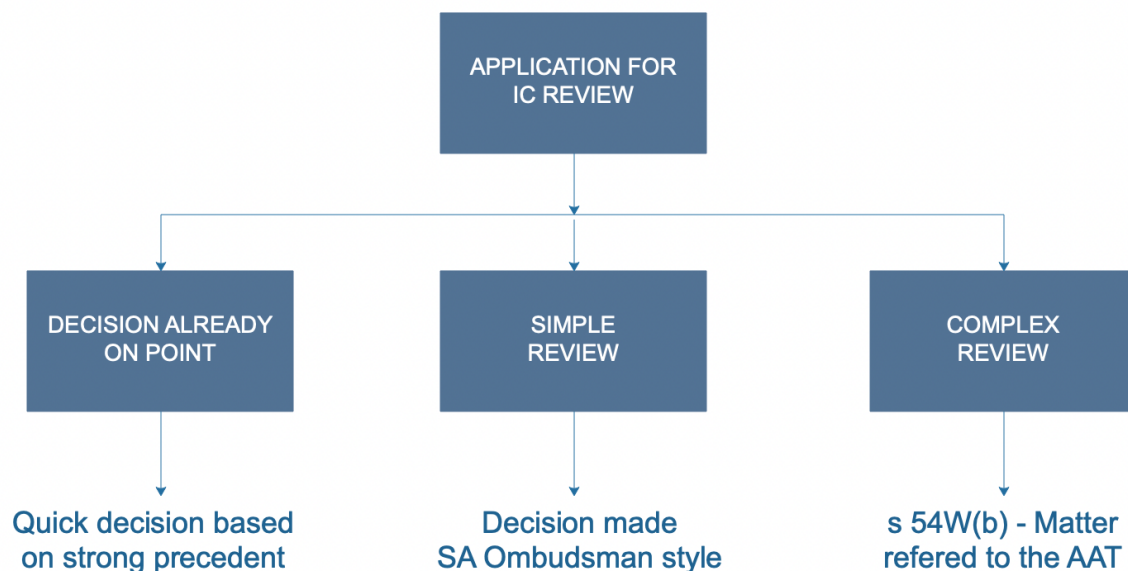 APPLICATION FOR
IC REVIEW
DECISION ALREADY
ON POINT
SIMPLE
REVIEW
COMPLEX
REVIEW
Quick decision based
on strong precedent
Decision made
SA Ombudsman style
s 54W(b) - Matter
refered to the AAT